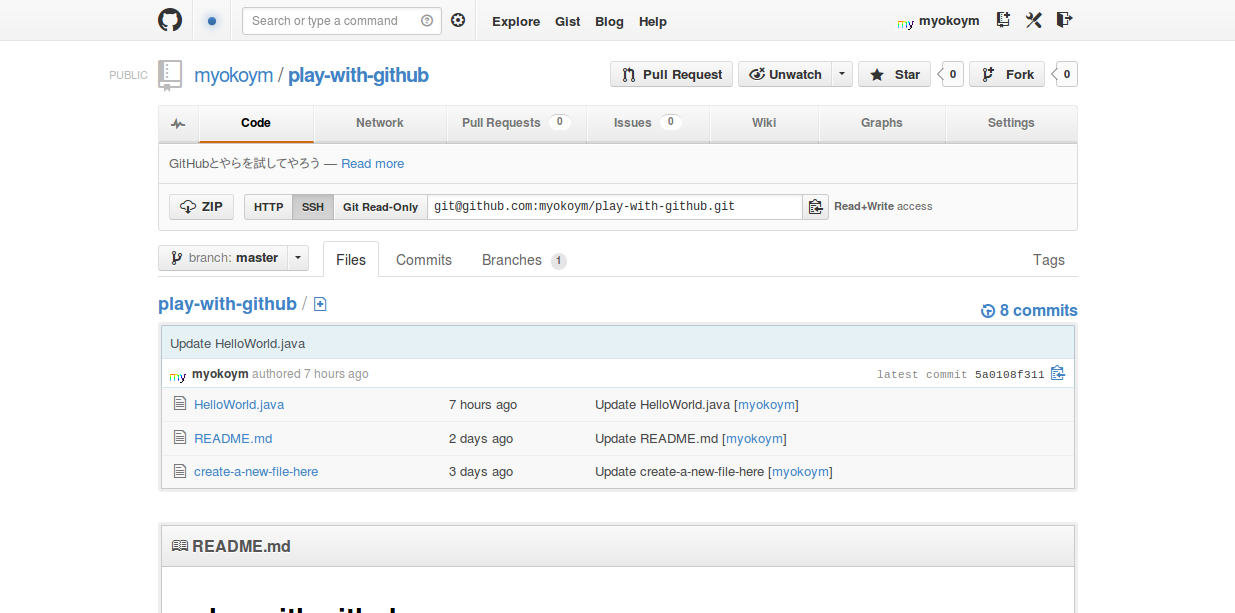 Search or type a command
Explore Gist Blog Help
my myokoym
PUBLIC myokoym / play-with-github
Pull Request Unwatch Star 0 Fork 0
Code Network Pull Requests 0 Issues 0 Wiki Graphs Settings
GitHubとやらを試してやろう — Read more
ZIP HTTP SSH Git Read-Only git@github.com:myokoym/play-with-github.git Read+Write access
branch: master Files Commits Branches 1 Tags
play-with-github /
8 commits
Update HelloWorld.java
my myokoym authored 7 hours ago latest commit 5a0108f311
HelloWorld.java 7 hours ago Update HelloWorld.java [myokoym]
README.md 2 days ago Update README.md [myokoym]
create-a-new-file-here 3 days ago Update create-a-new-file-here [myokoym]
README.md